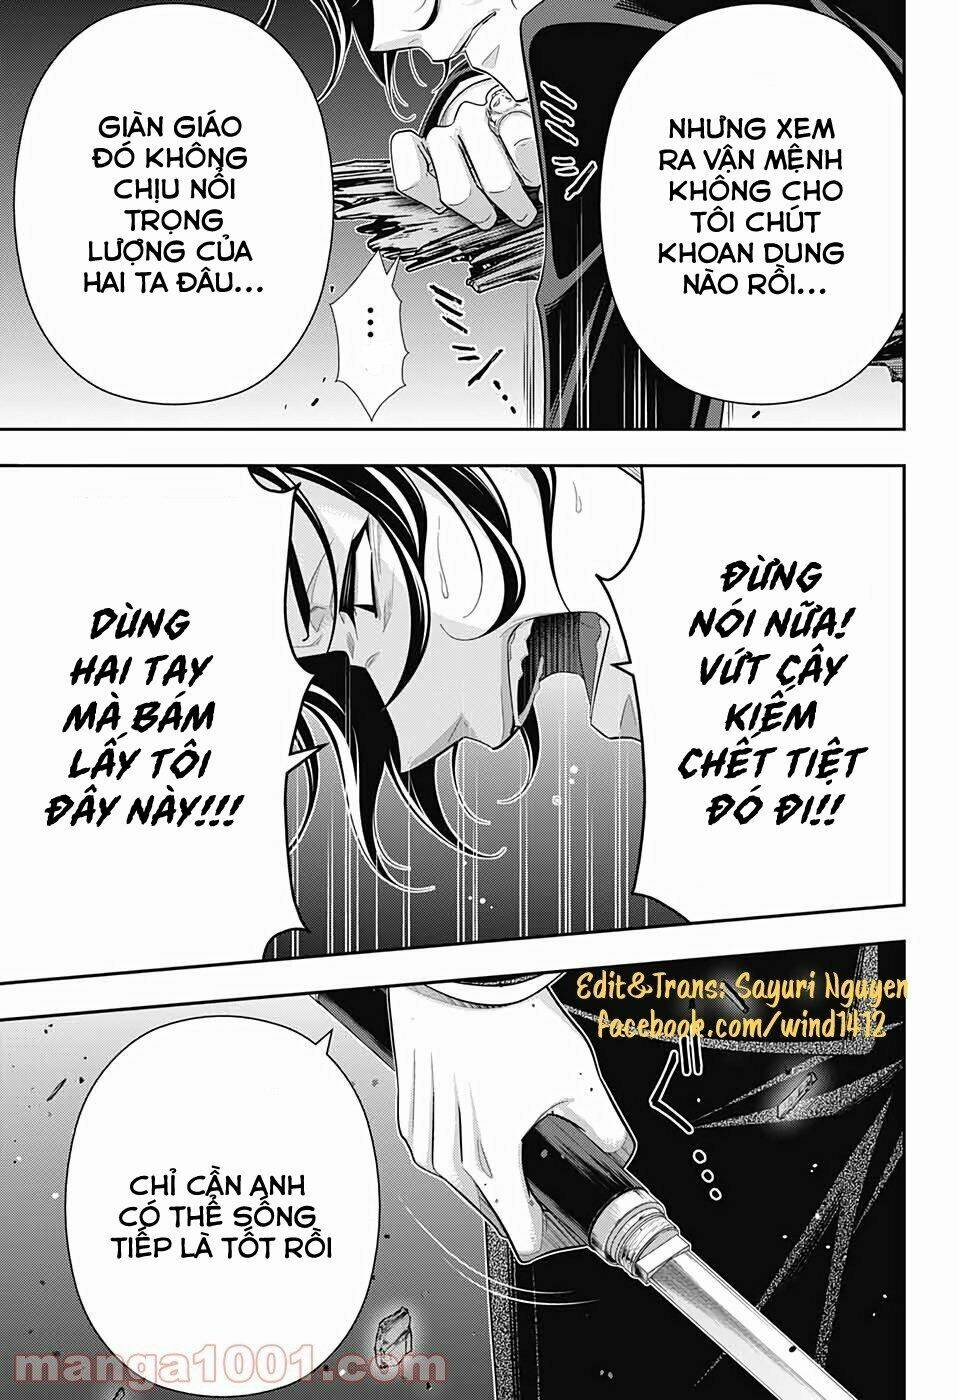 NHƯNG XEM
RA VẬN MỆNH
KHÔNG CHO
TÔI CHÚT
KHOAN DUNG
NÀO RỒI...
GIÀN GIÁO
ĐÓ KHÔNG
CHỊU NỔI
TRỌNG
LƯỢNG CỦA
HAI TA ĐÂU...
...
ĐỪNG
NÓI NỮA!
VỨT CÂY
KIẾM
CHẾT TIỆT
ĐÓ ĐI!!
DÙNG
HAI TAY
MÀ BÁM
LẤY TÔI
ĐÂY NÀY!!!
Edit&Trans: Sayuri Nguyen
facebook.com/wind1412
CHỈ CẦN ANH
CÓ THỂ SỐNG
TIẾP LÀ TỐT RỒI
manga1001.com